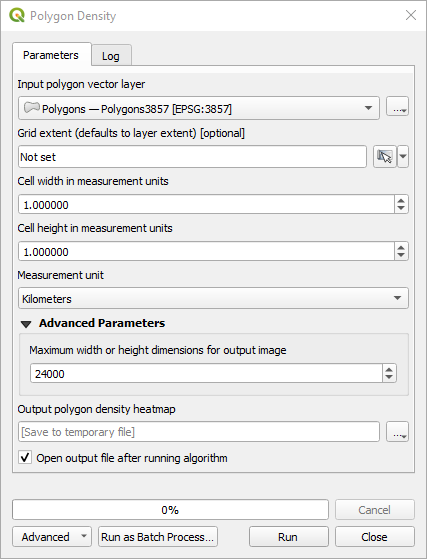 Polygon Density
Parameters
Log
Input polygon vector layer
Polygons — Polygons3857 [EPSG:3857]
...
Grid extent (defaults to layer extent) [optional]
Not set
Cell width in measurement units
1.000000
Cell height in measurement units
1.000000
Measurement unit
Kilometers
Advanced Parameters
Maximum width or height dimensions for output image
24000
Output polygon density heatmap
[Save to temporary file]
...
Open output file after running algorithm
0%
Cancel
Advanced
Run as Batch Process...
Run
Close